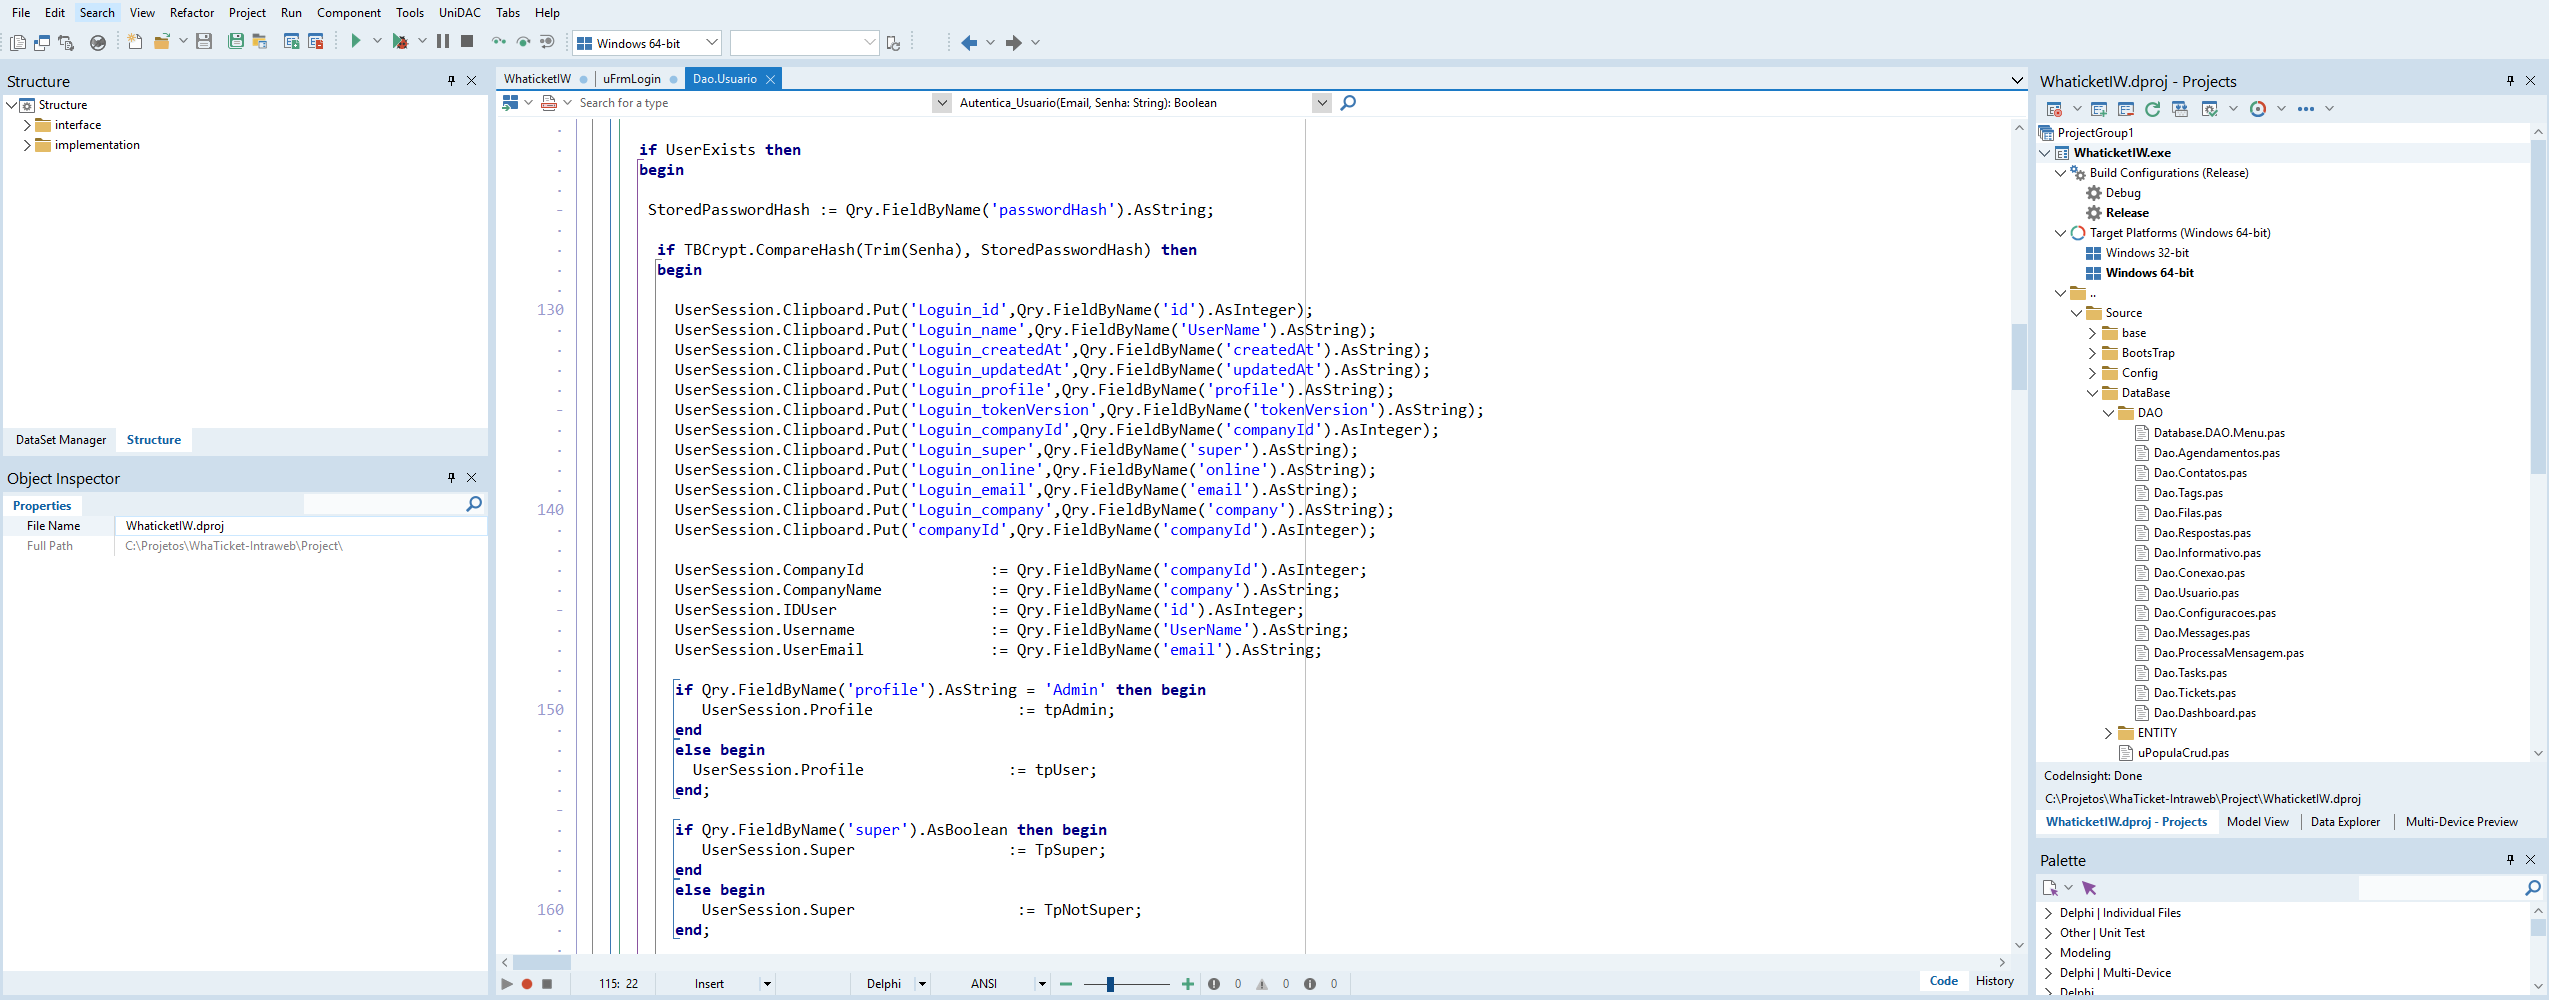 File Edit Search View Refactor Project Run Component Tools UniDAC Tabs Help
Windows 64-bit
Structure
Structure
interface
implementation
DataSet Manager Structure
Object Inspector
Properties
File Name WhaticketIW.dproj
Full Path C:\Projetos\WhaTicket-Intraweb\Project\
WhaticketIW uFrmLogin Dao.Usuario
Search for a type Autentica_Usuario(Email, Senha: String): Boolean
if UserExists then
begin
StoredPasswordHash := Qry.FieldByName('passwordHash').AsString;
if TBCrypt.CompareHash(Trim(Senha), StoredPasswordHash) then
begin
130 UserSession.Clipboard.Put('Loguin_id',Qry.FieldByName('id').AsInteger);
UserSession.Clipboard.Put('Loguin_name',Qry.FieldByName('UserName').AsString);
UserSession.Clipboard.Put('Loguin_createdAt',Qry.FieldByName('createdAt').AsString);
UserSession.Clipboard.Put('Loguin_updatedAt',Qry.FieldByName('updatedAt').AsString);
UserSession.Clipboard.Put('Loguin_profile',Qry.FieldByName('profile').AsString);
UserSession.Clipboard.Put('Loguin_tokenVersion',Qry.FieldByName('tokenVersion').AsString);
UserSession.Clipboard.Put('Loguin_companyId',Qry.FieldByName('companyId').AsInteger);
UserSession.Clipboard.Put('Loguin_super',Qry.FieldByName('super').AsString);
UserSession.Clipboard.Put('Loguin_online',Qry.FieldByName('online').AsString);
UserSession.Clipboard.Put('Loguin_email',Qry.FieldByName('email').AsString);
140 UserSession.Clipboard.Put('Loguin_company',Qry.FieldByName('company').AsString);
UserSession.Clipboard.Put('companyId',Qry.FieldByName('companyId').AsInteger);
UserSession.CompanyId := Qry.FieldByName('companyId').AsInteger;
UserSession.CompanyName := Qry.FieldByName('company').AsString;
UserSession.IDUser := Qry.FieldByName('id').AsInteger;
UserSession.Username := Qry.FieldByName('UserName').AsString;
UserSession.UserEmail := Qry.FieldByName('email').AsString;
if Qry.FieldByName('profile').AsString = 'Admin' then begin
150 UserSession.Profile := tpAdmin;
end
else begin
UserSession.Profile := tpUser;
end;
if Qry.FieldByName('super').AsBoolean then begin
UserSession.Super := TpSuper;
end
else begin
160 UserSession.Super := TpNotSuper;
end;
115: 22 Insert Delphi ANSI 0 0 0 Code History
WhaticketIW.dproj - Projects
ProjectGroup1
WhaticketIW.exe
Build Configurations (Release)
Debug
Release
Target Platforms (Windows 64-bit)
Windows 32-bit
Windows 64-bit
..
Source
base
BootsTrap
Config
DataBase
DAO
Database.DAO.Menu.pas
Dao.Agendamentos.pas
Dao.Contatos.pas
Dao.Tags.pas
Dao.Filas.pas
Dao.Respostas.pas
Dao.Informativo.pas
Dao.Conexao.pas
Dao.Usuario.pas
Dao.Configuracoes.pas
Dao.Messages.pas
Dao.ProcessaMensagem.pas
Dao.Tasks.pas
Dao.Tickets.pas
Dao.Dashboard.pas
ENTITY
uPopulaCrud.pas
CodeInsight: Done
C:\Projetos\WhaTicket-Intraweb\Project\WhaticketIW.dproj
WhaticketIW.dproj - Projects Model View Data Explorer Multi-Device Preview
Palette
Delphi | Individual Files
Other | Unit Test
Modeling
Delphi | Multi-Device
Delphi